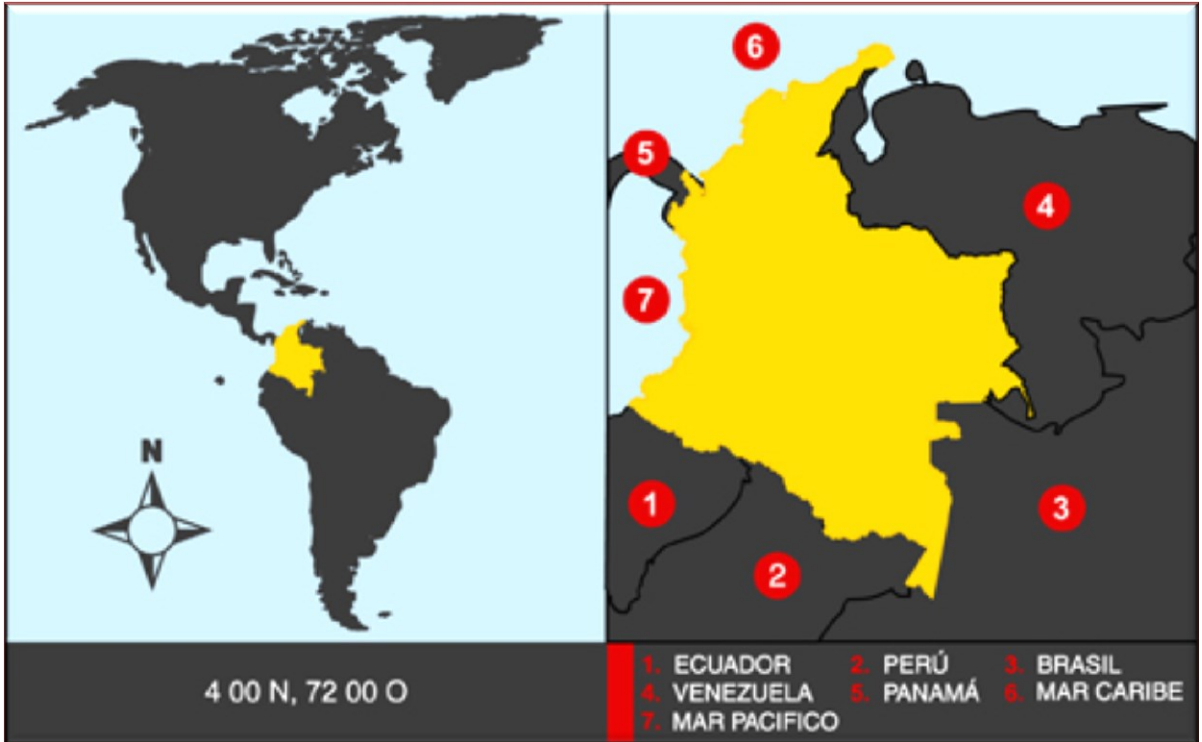 N
4 00 N, 72 00 O
6
5
4
7
1
3
2
1. ECUADOR 2. PERÚ 3. BRASIL
4. VENEZUELA 5. PANAMÁ 6. MAR CARIBE
7. MAR PACIFICO